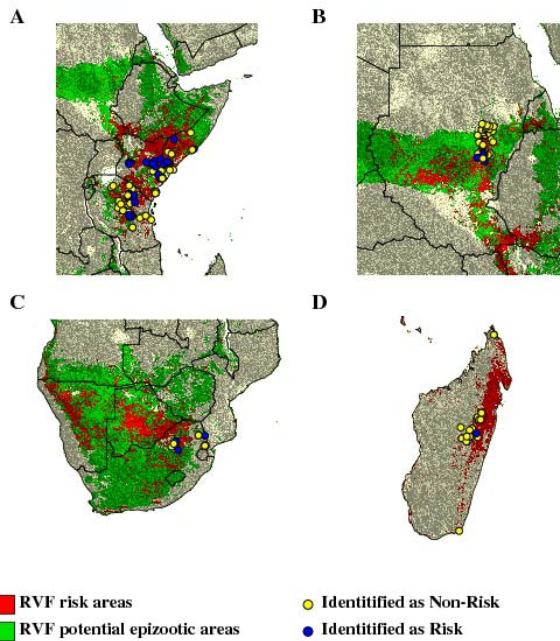 A
B
C
D
RVF risk areas
Identitified as Non-Risk
RVF potential epizootic areas
Identitified as Risk